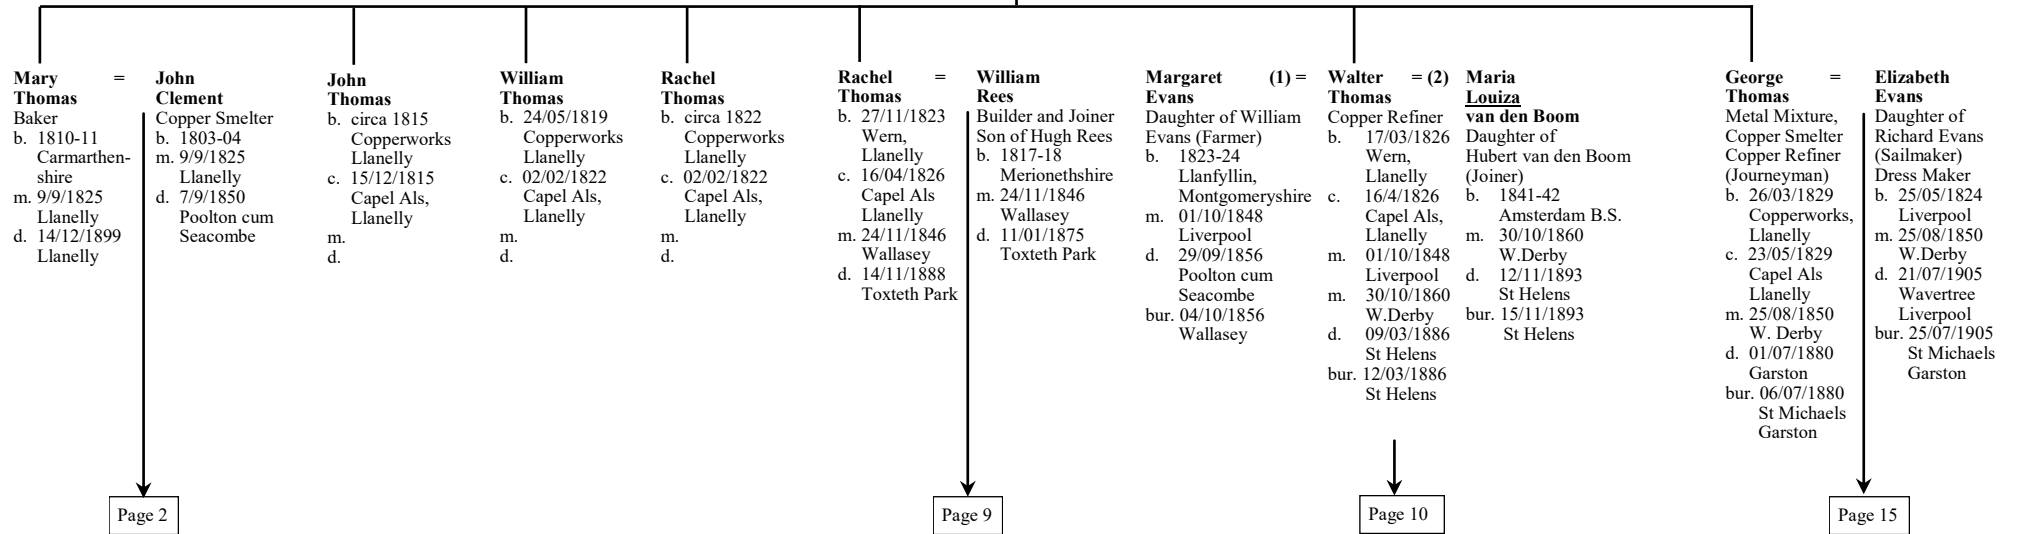 Mary =
Thomas
Baker
b. 1810-11
Carmarthen-
shire
m. 9/9/1825
Llanelly
d. 14/12/1899
Llanelly
John
Clement
Copper Smelter
b. 1803-04
m. 9/9/1825
Llanelly
d. 7/9/1850
Poolton cum
Seacombe
John
Thomas
b. circa 1815
Copperworks
Llanelly
c. 15/12/1815
Capel Als,
Llanelly
m.
d.
William
Thomas
b. 24/05/1819
Copperworks
Llanelly
c. 02/02/1822
Capel Als,
Llanelly
m.
d.
Rachel
Thomas
b. circa 1822
Copperworks
Llanelly
c. 02/02/1822
Capel Als,
Llanelly
m.
d.
Rachel =
Thomas
b. 27/11/1823
Wern,
Llanelly
c. 16/04/1826
Capel Als
Llanelly
m. 24/11/1846
Wallasey
d. 14/11/1888
Toxteth Park
William
Rees
Builder and Joiner
Son of Hugh Rees
b. 1817-18
Merionethshire
m. 24/11/1846
Wallasey
d. 11/01/1875
Toxteth Park
Margaret (1) =
Evans
Daughter of William
Evans (Farmer)
b. 1823-24
Llanfyllin,
Montgomeryshire
m. 01/10/1848
Liverpool
d. 29/09/1856
Poolton cum
Seacombe
bur. 04/10/1856
Wallasey
Walter = (2)
Thomas
Copper Refiner
b. 17/03/1826
Wern,
Llanelly
c. 16/4/1826
Capel Als,
Llanelly
m. 01/10/1848
Liverpool
m. 30/10/1860
W.Derby
d. 09/03/1886
St Helens
bur. 12/03/1886
St Helens
Maria
Louiza
van den Boom
Daughter of
Hubert van den Boom
(Joiner)
b. 1841-42
Amsterdam B.S.
m. 30/10/1860
W.Derby
d. 12/11/1893
St Helens
bur. 15/11/1893
St Helens
George =
Thomas
Metal Mixture,
Copper Smelter
Copper Refiner
(Journeyman)
b. 26/03/1829
Copperworks,
Llanelly
c. 23/05/1829
Capel Als
Llanelly
m. 25/08/1850
W. Derby
d. 01/07/1880
Garston
bur. 06/07/1880
St Michaels
Garston
Elizabeth
Evans
Daughter of
Richard Evans
(Sailmaker)
Dress Maker
b. 25/05/1824
Liverpool
m. 25/08/1850
W.Derby
d. 21/07/1905
Wavertree
Liverpool
bur. 25/07/1905
St Michaels
Garston
Page 2
Page 9
Page 10
Page 15